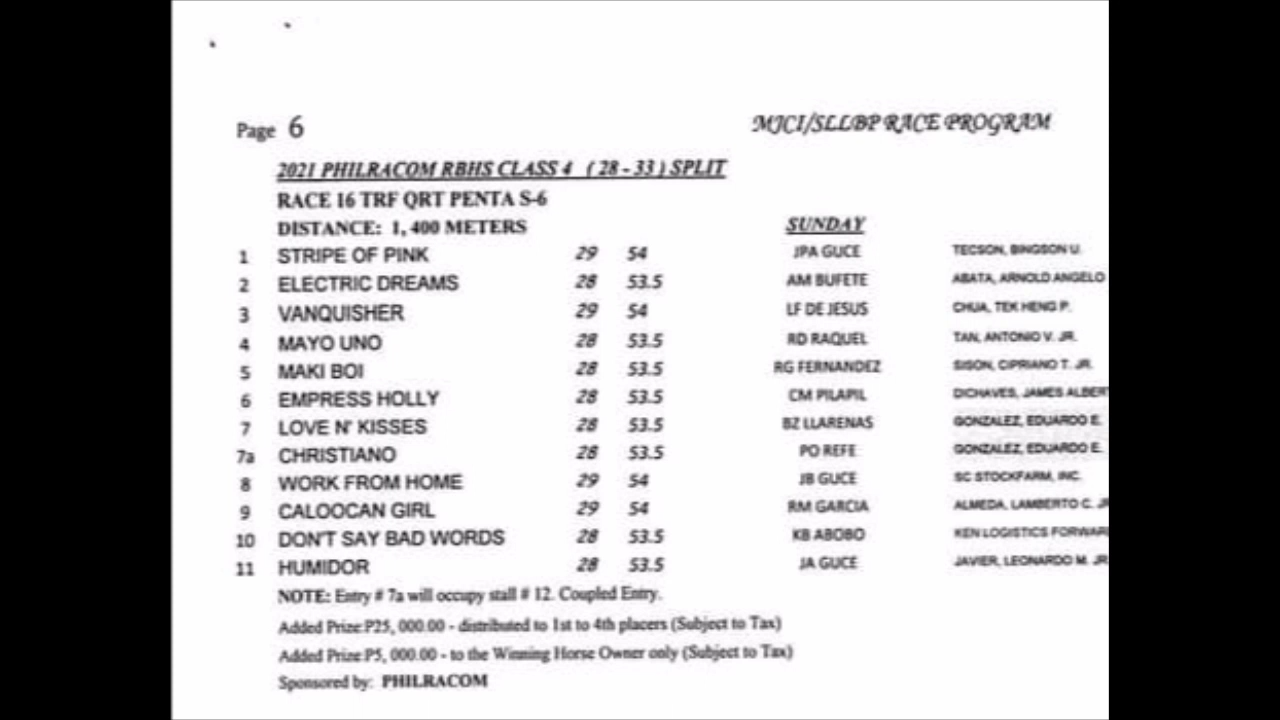 Page 6 MJCI/SLLBP RACE PROGRAM
2021 PHILRACOM RBHS CLASS 4 ( 28 - 33 ) SPLIT
RACE 16 TRF QRT PENTA S-6
DISTANCE: 1, 400 METERS SUNDAY
1 STRIPE OF PINK 29 54 JPA GUCE TECSON, BINGSON U.
2 ELECTRIC DREAMS 28 53.5 AM BUFETE ABATA, ARNOLD ANGELO
3 VANQUISHER 29 54 LF DE JESUS CHUA, TEK HENG P.
4 MAYO UNO 28 53.5 RD RAQUEL TAN, ANTONIO V. JR.
5 MAKI BOI 28 53.5 RG FERNANDEZ SISON, CIPRIANO T. JR.
6 EMPRESS HOLLY 28 53.5 CM PILAPIL DICHAVES, JAMES ALBERT
7 LOVE N' KISSES 28 53.5 BZ LLARENAS GONZALEZ, EDUARDO E.
7a CHRISTIANO 28 53.5 PO REFE GONZALEZ, EDUARDO E.
8 WORK FROM HOME 29 54 JB GUCE SC STOCKFARM, INC.
9 CALOOCAN GIRL 29 54 RM GARCIA ALMEDA, LAMBERTO C. JR
10 DON'T SAY BAD WORDS 28 53.5 KB ABOBO KEN LOGISTICS FORWAR
11 HUMIDOR 28 53.5 JA GUCE JAVIER, LEONARDO M. JR
NOTE: Entry # 7a will occupy stall # 12. Coupled Entry.
Added Prize:P25, 000.00 - distributed to 1st to 4th placers (Subject to Tax)
Added Prize:P5, 000.00 - to the Winning Horse Owner only (Subject to Tax)
Sponsored by: PHILRACOM